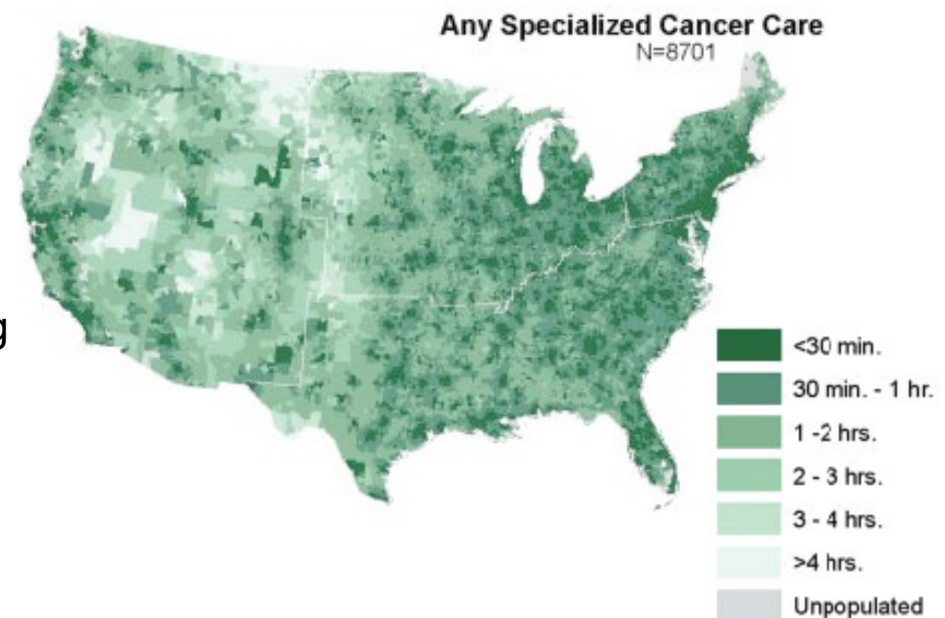 Any Specialized Cancer Care
N=8701
g
<30 min.
30 min. - 1 hr.
1 -2 hrs.
2 - 3 hrs.
3 - 4 hrs.
>4 hrs.
Unpopulated